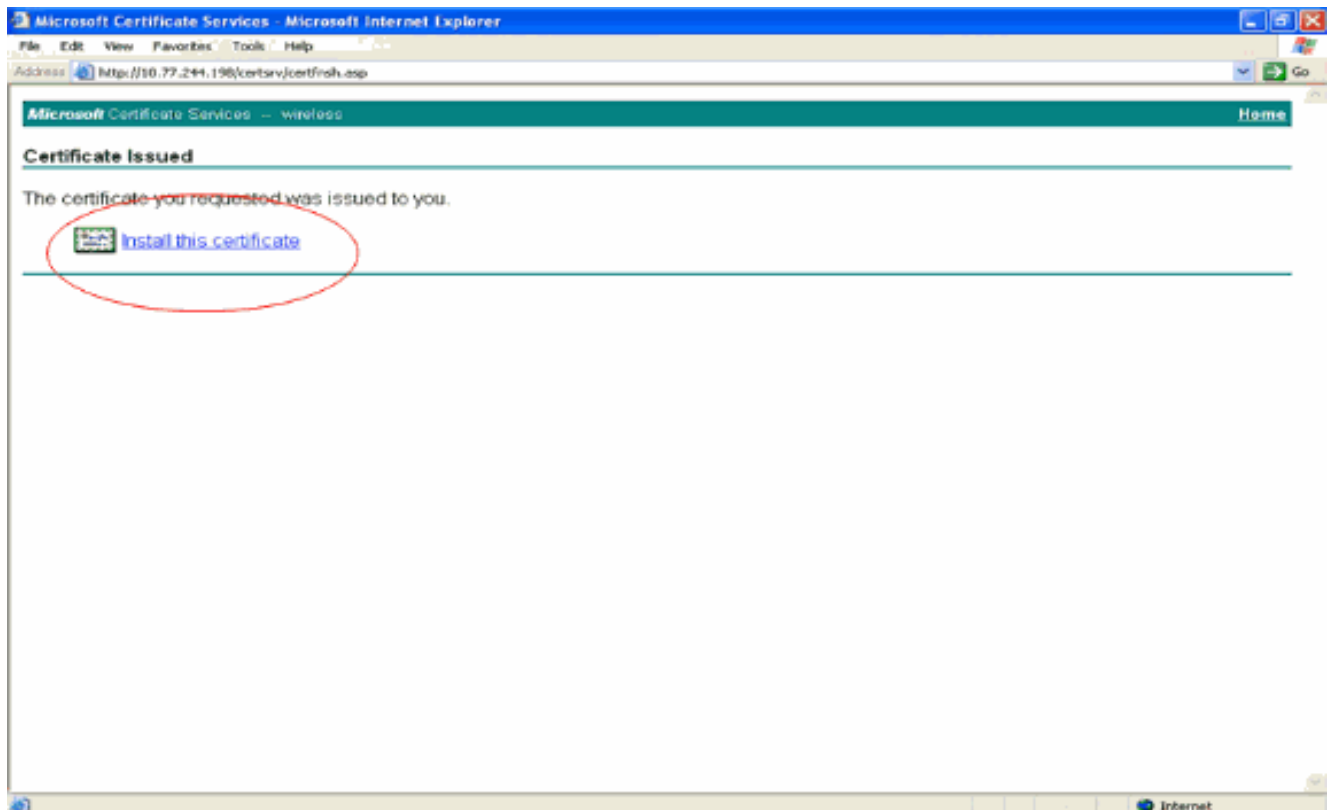 Microsoft Certificate Services - Microsoft Internet Explorer
File Edit View Favorites Tools Help
Address http://10.77.244.198/certsrv/certfnsh.asp Go
Microsoft Certificate Services -- wireless Home
Certificate Issued
The certificate you requested was issued to you.
Install this certificate
Internet